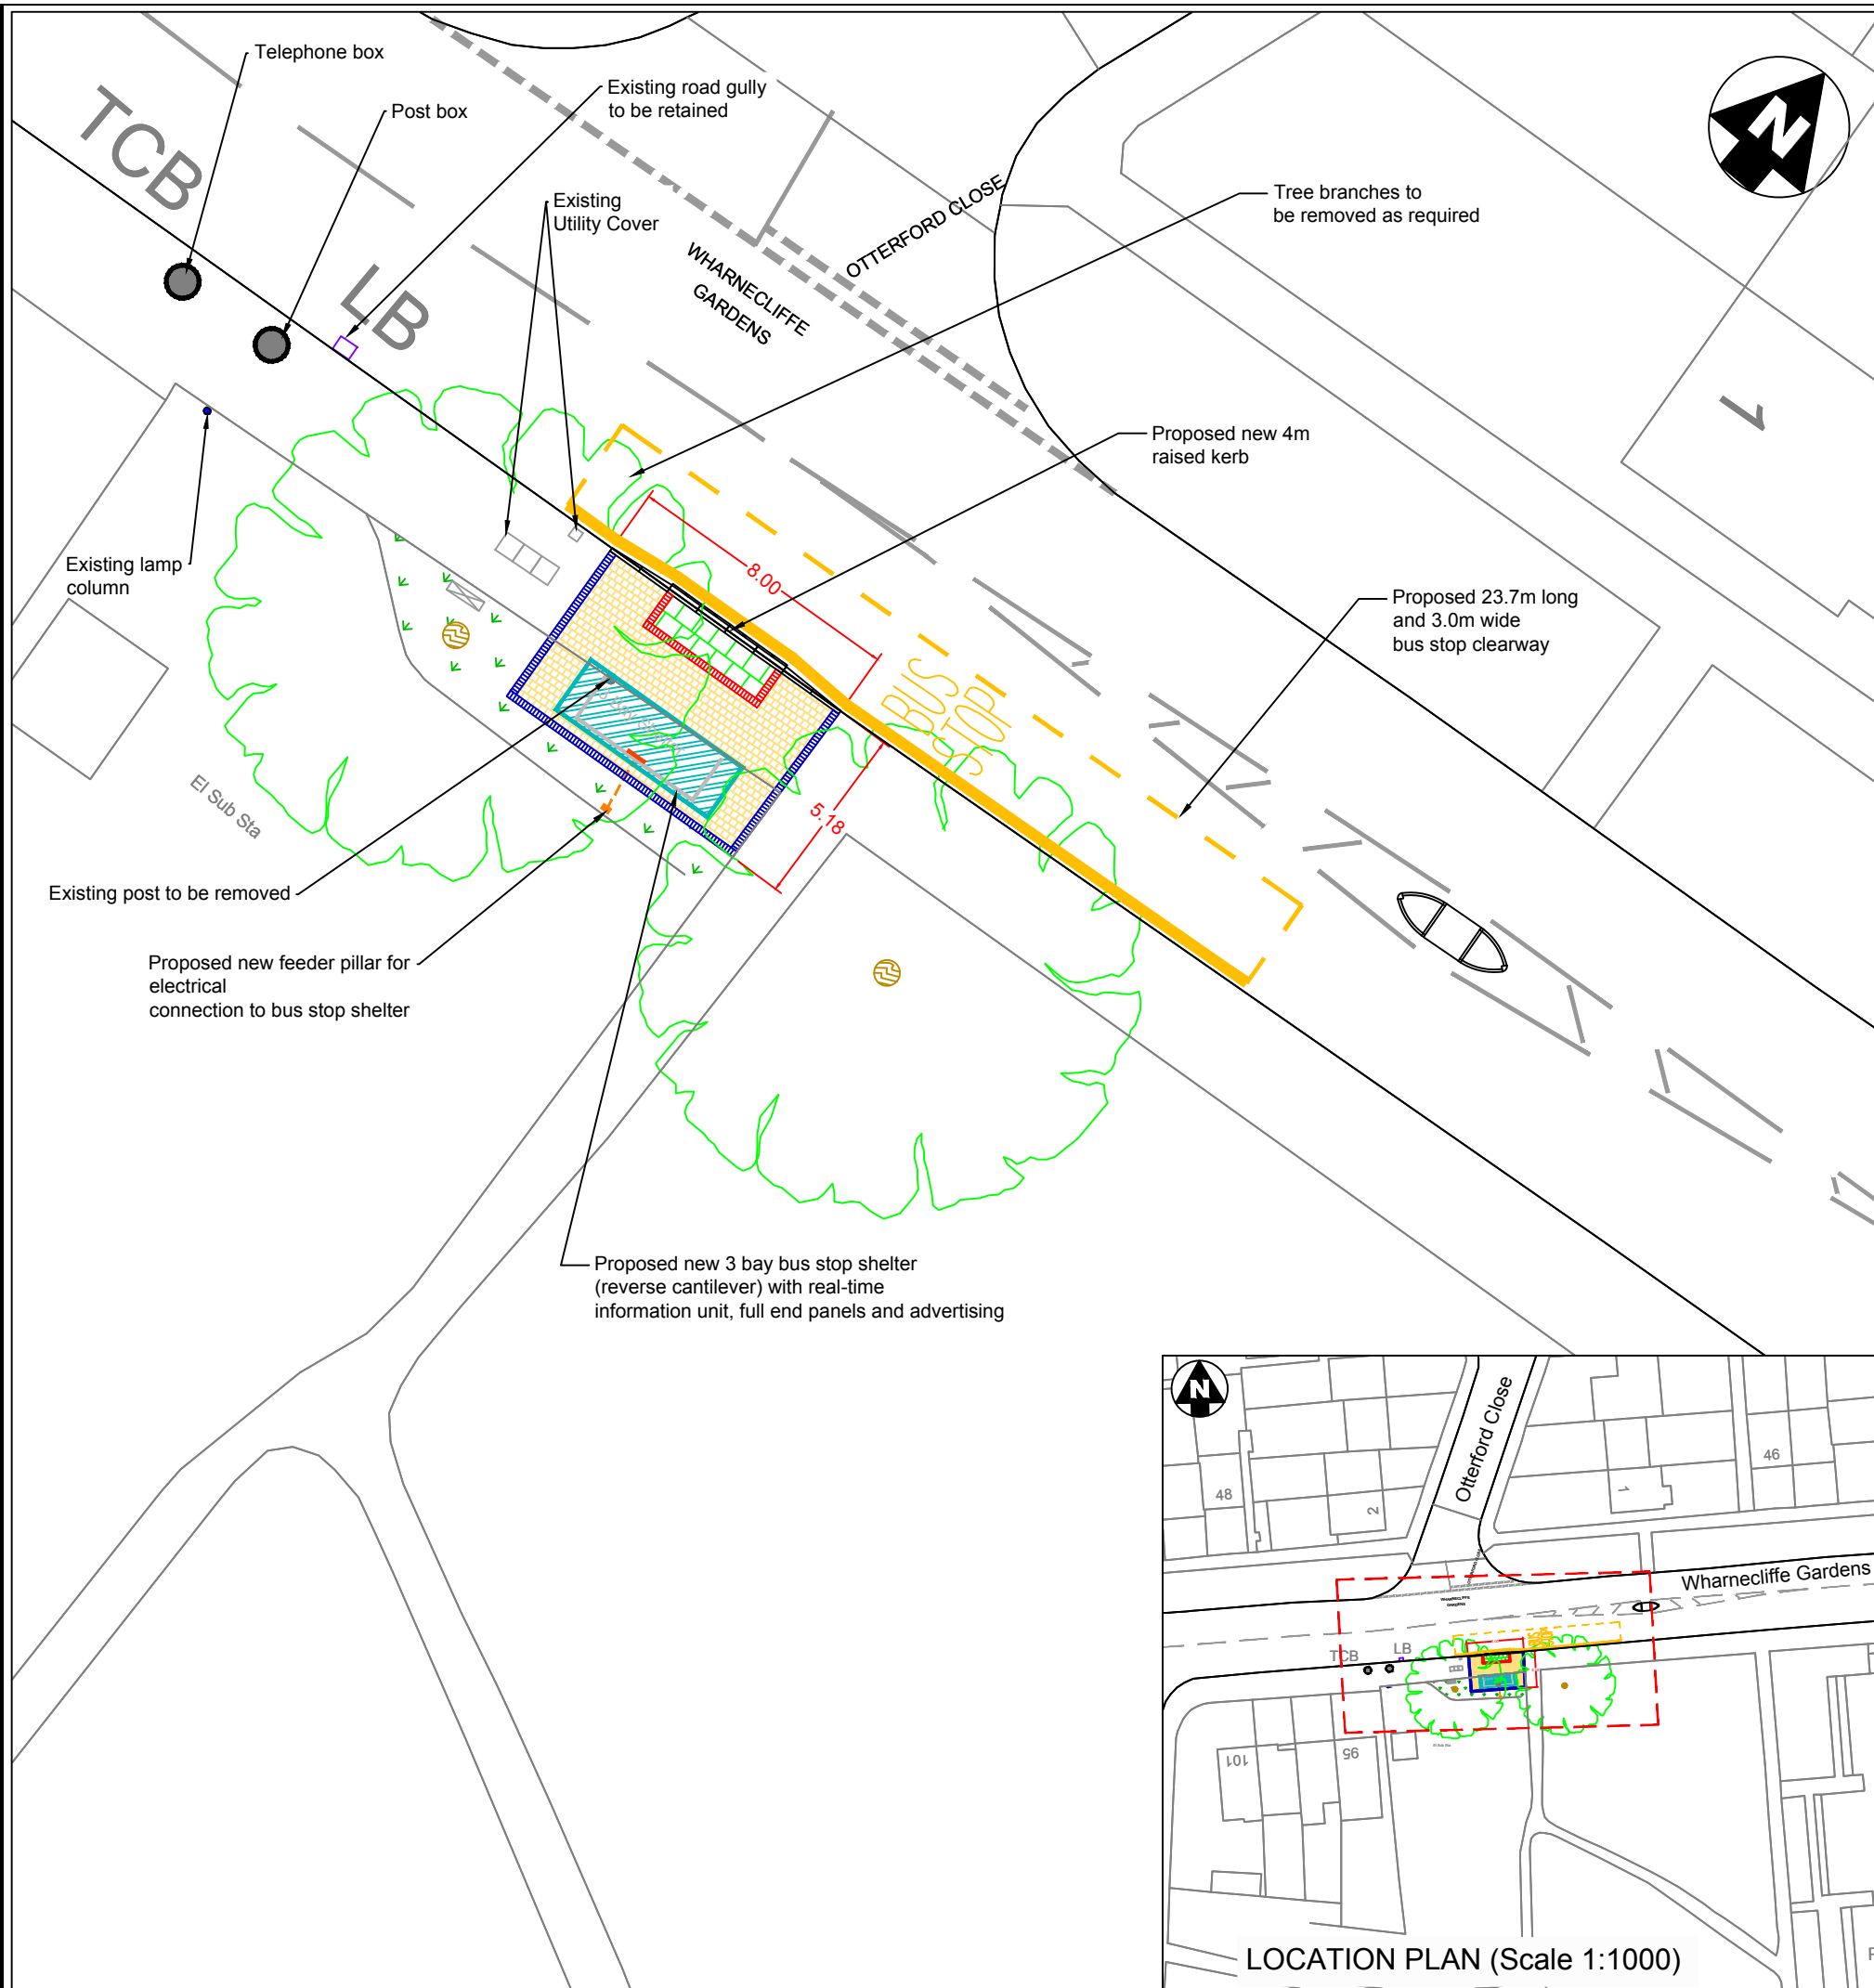 Telephone box
TCB
Post box
Existing road gully
to be retained
N
Existing
Utility Cover
OTTERFORD CLOSE
Tree branches to
be removed as required
WHARNECLIFFE
GARDENS
LB
Proposed new 4m
raised kerb
Existing lamp
column
8.00
Proposed 23.7m long
and 3.0m wide
bus stop clearway
BUS
STOP
El Sub Sta
5.18
Existing post to be removed
Proposed new feeder pillar for
electrical
connection to bus stop shelter
Proposed new 3 bay bus stop shelter
(reverse cantilever) with real-time
information unit, full end panels and advertising
N
Otterford Close
46
48
2
1
Wharnecliffe Gardens
TCB
LB
101
95
LOCATION PLAN (Scale 1:1000)